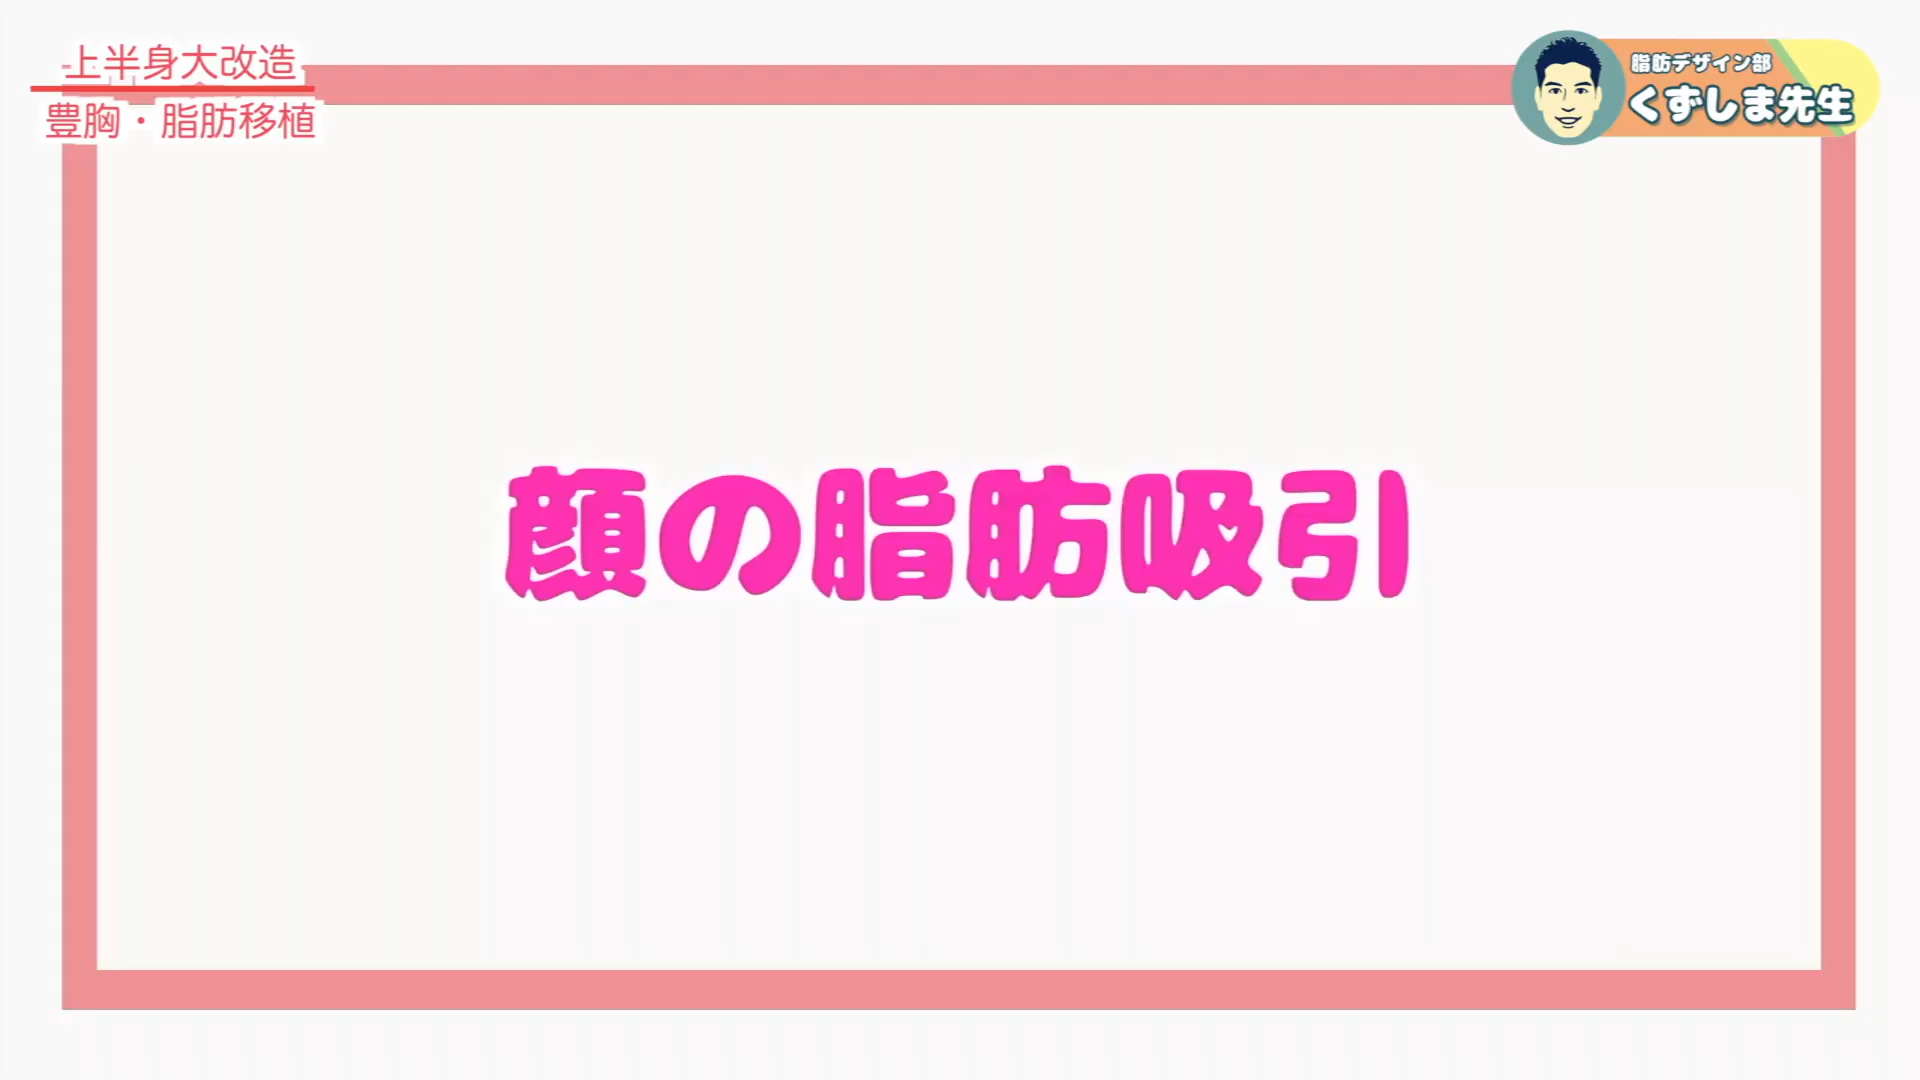 上半身大改造
豊胸・脂肪移植
脂肪デザイン部
くずしま先生
顔の脂肪吸引